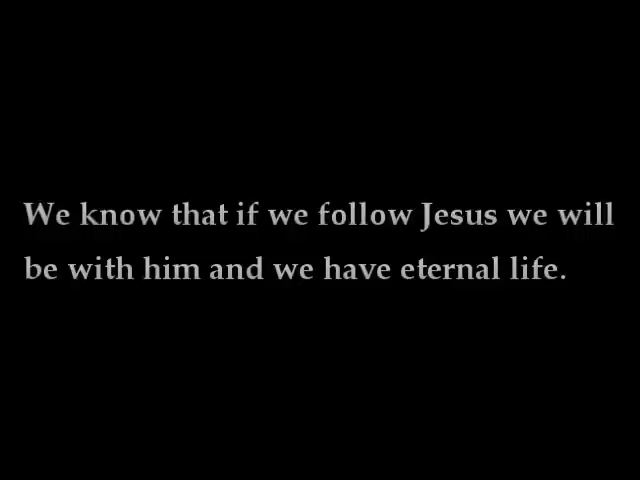 We know that if we follow Jesus we will
be with him and we have eternal life.